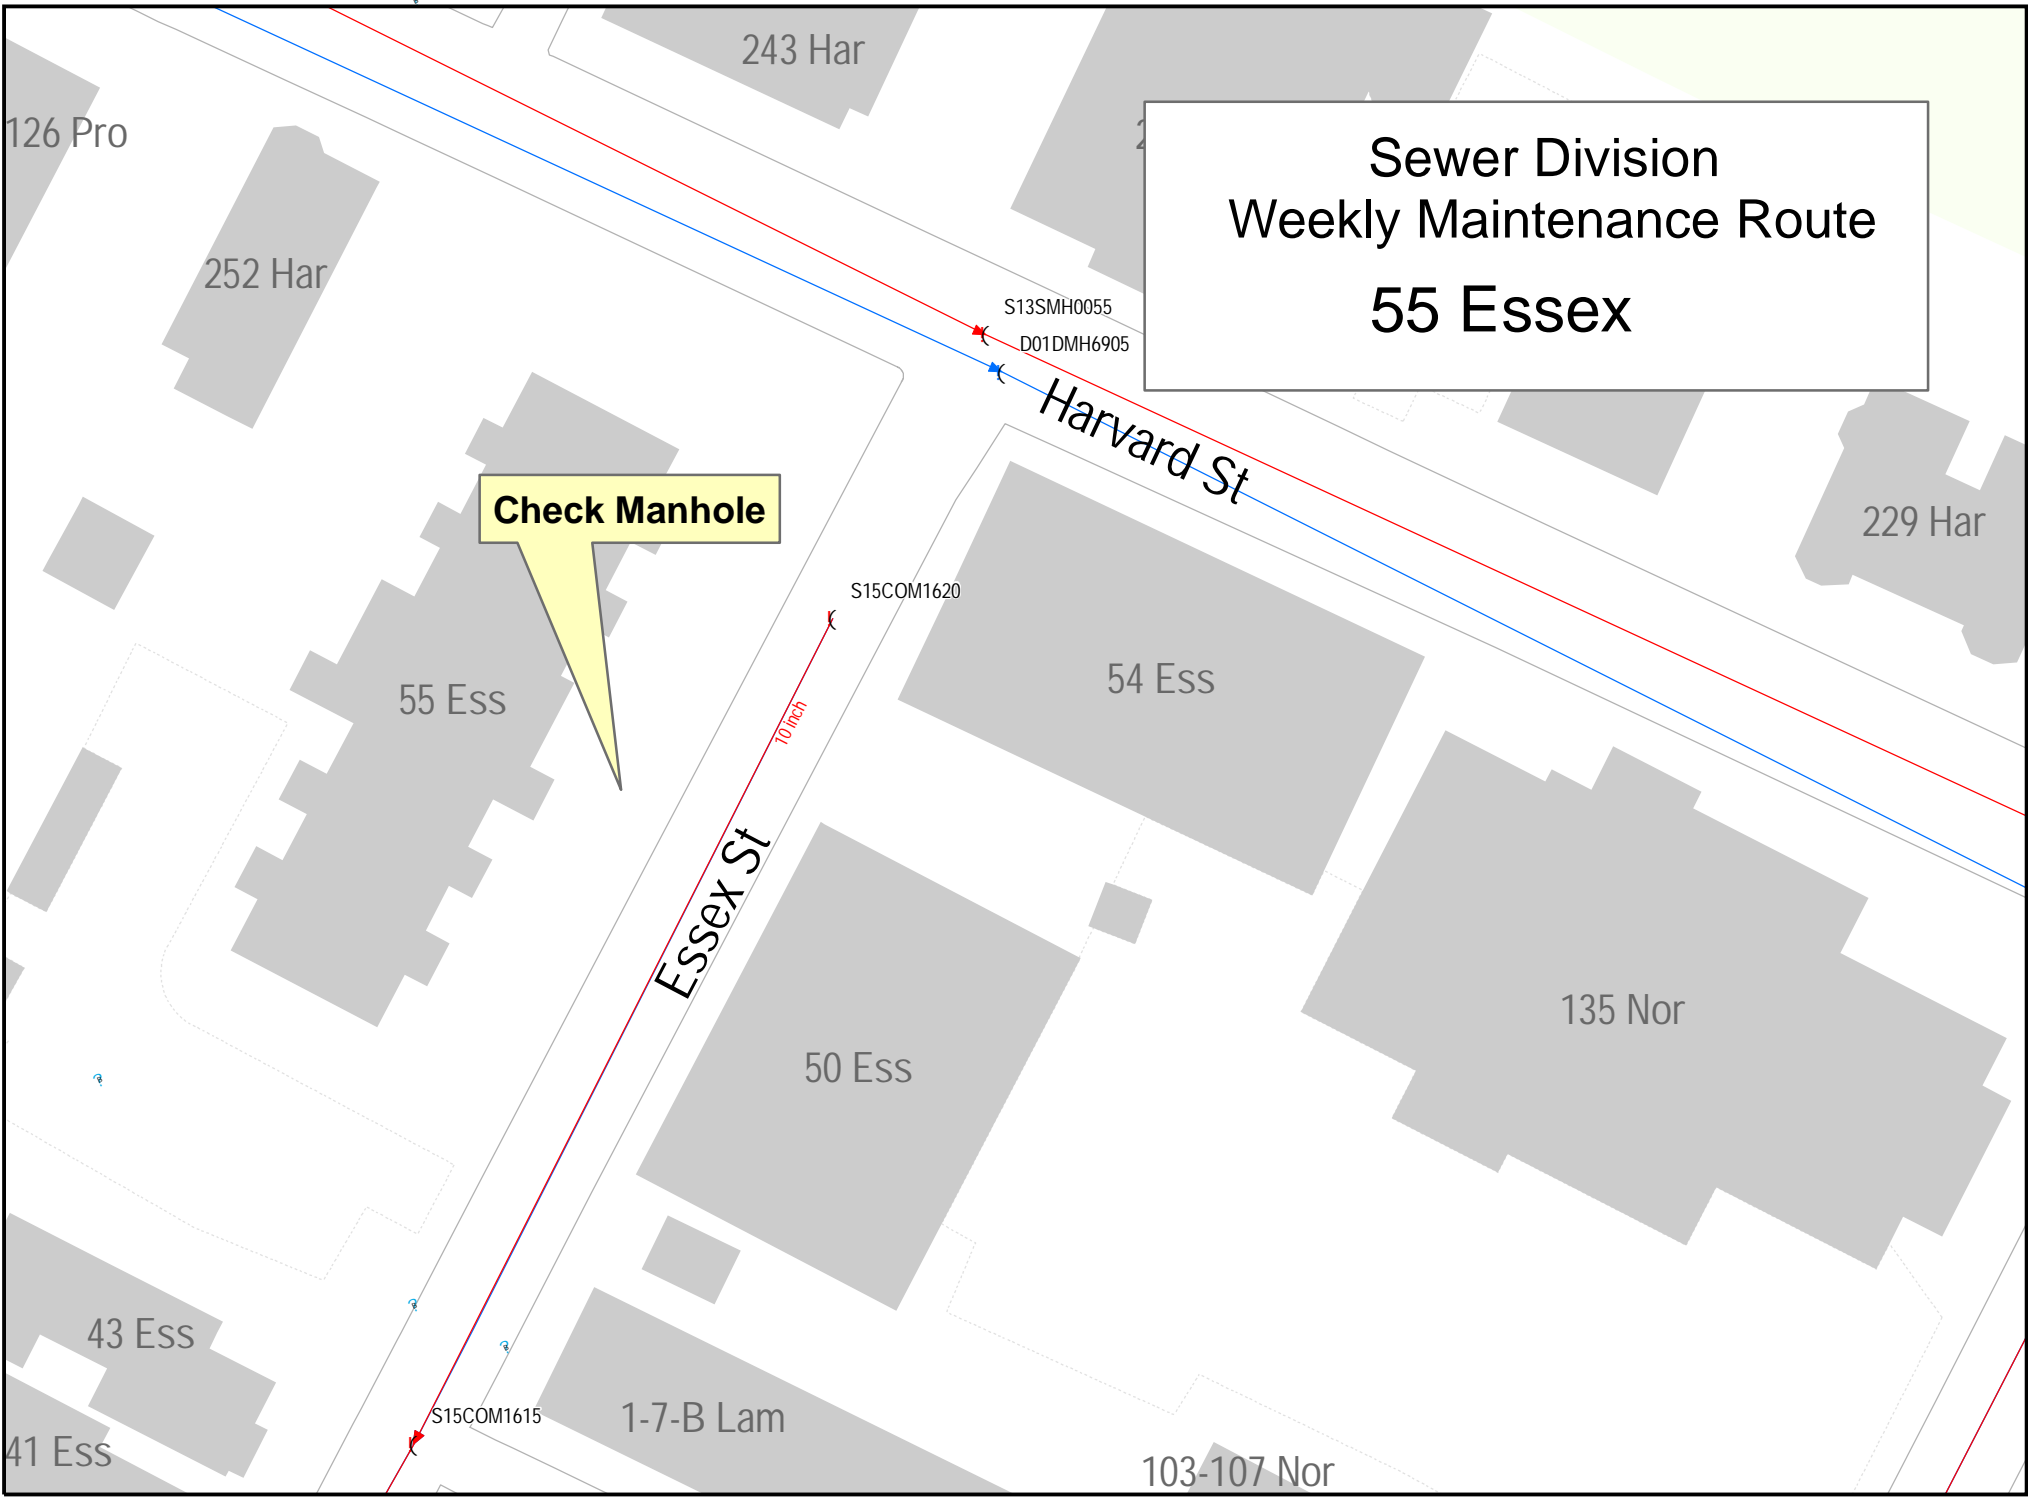 243 Har
126 Pro
Sewer Division
Weekly Maintenance Route
55 Essex
252 Har
S13SMH0055
D01DMH6905
Harvard St
Check Manhole
229 Har
S15COM1620
54 Ess
55 Ess
10 inch
Essex St
135 Nor
50 Ess
43 Ess
S15COM1615
1-7-B Lam
41 Ess
103-107 Nor